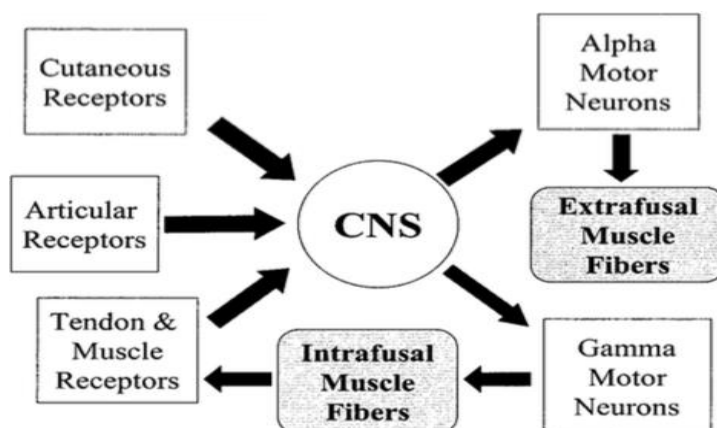 Cutaneous
Receptors
Articular
Receptors
Tendon &
Muscle
Receptors
CNS
Intrafusal
Muscle
Fibers
Alpha
Motor
Neurons
Extrafusal
Muscle
Fibers
Gamma
Motor
Neurons